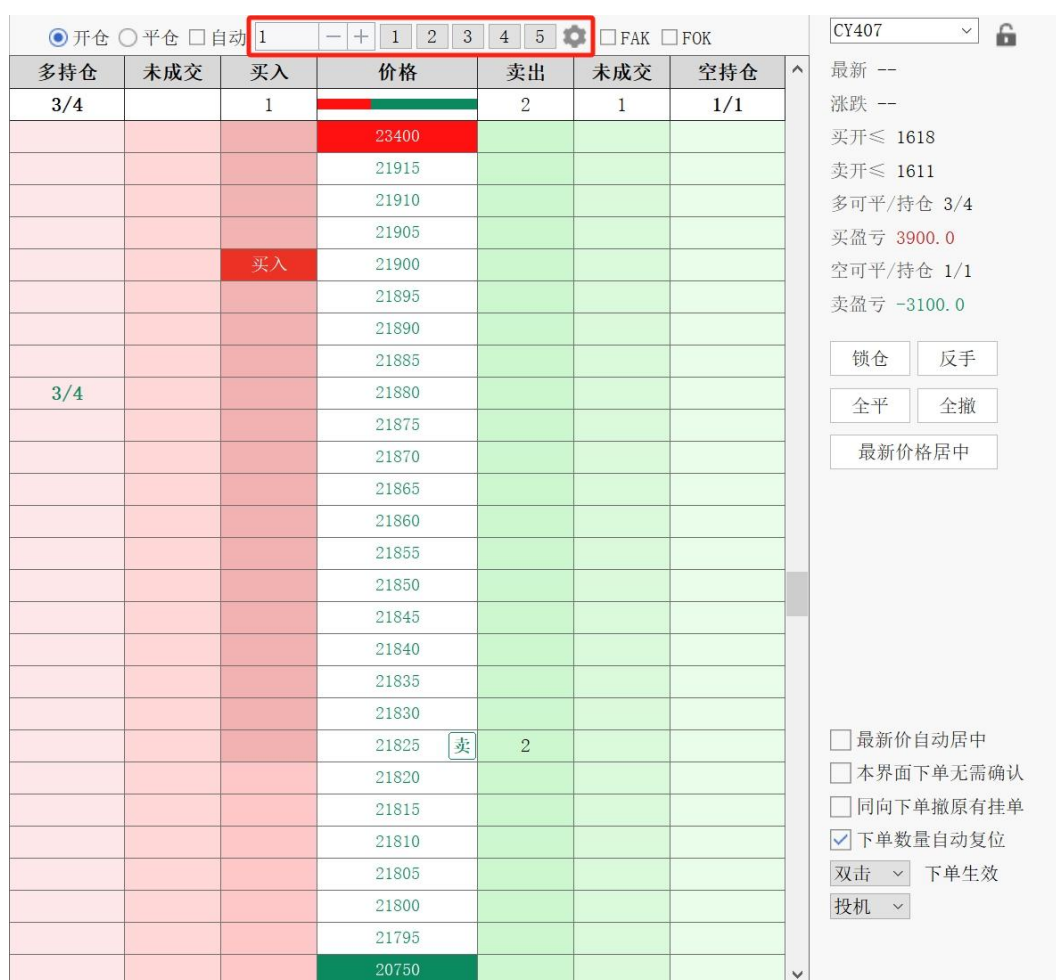 开仓 平仓 自动 1 － ＋ 1 2 3 4 5 FAK FOK
多持仓 未成交 买入 价格 卖出 未成交 空持仓
3/4 1 2 1 1/1
23400
21915
21910
21905
买入 21900
21895
21890
21885
3/4 21880
21875
21870
21865
21860
21855
21850
21845
21840
21835
21830
21825 卖 2
21820
21815
21810
21805
21800
21795
20750
CY407
最新 --
涨跌 --
买开≤ 1618
卖开≤ 1611
多可平/持仓 3/4
买盈亏 3900.0
空可平/持仓 1/1
卖盈亏 -3100.0
锁仓 反手
全平 全撤
最新价格居中
最新价自动居中
本界面下单无需确认
同向下单撤原有挂单
下单数量自动复位
双击 下单生效
投机